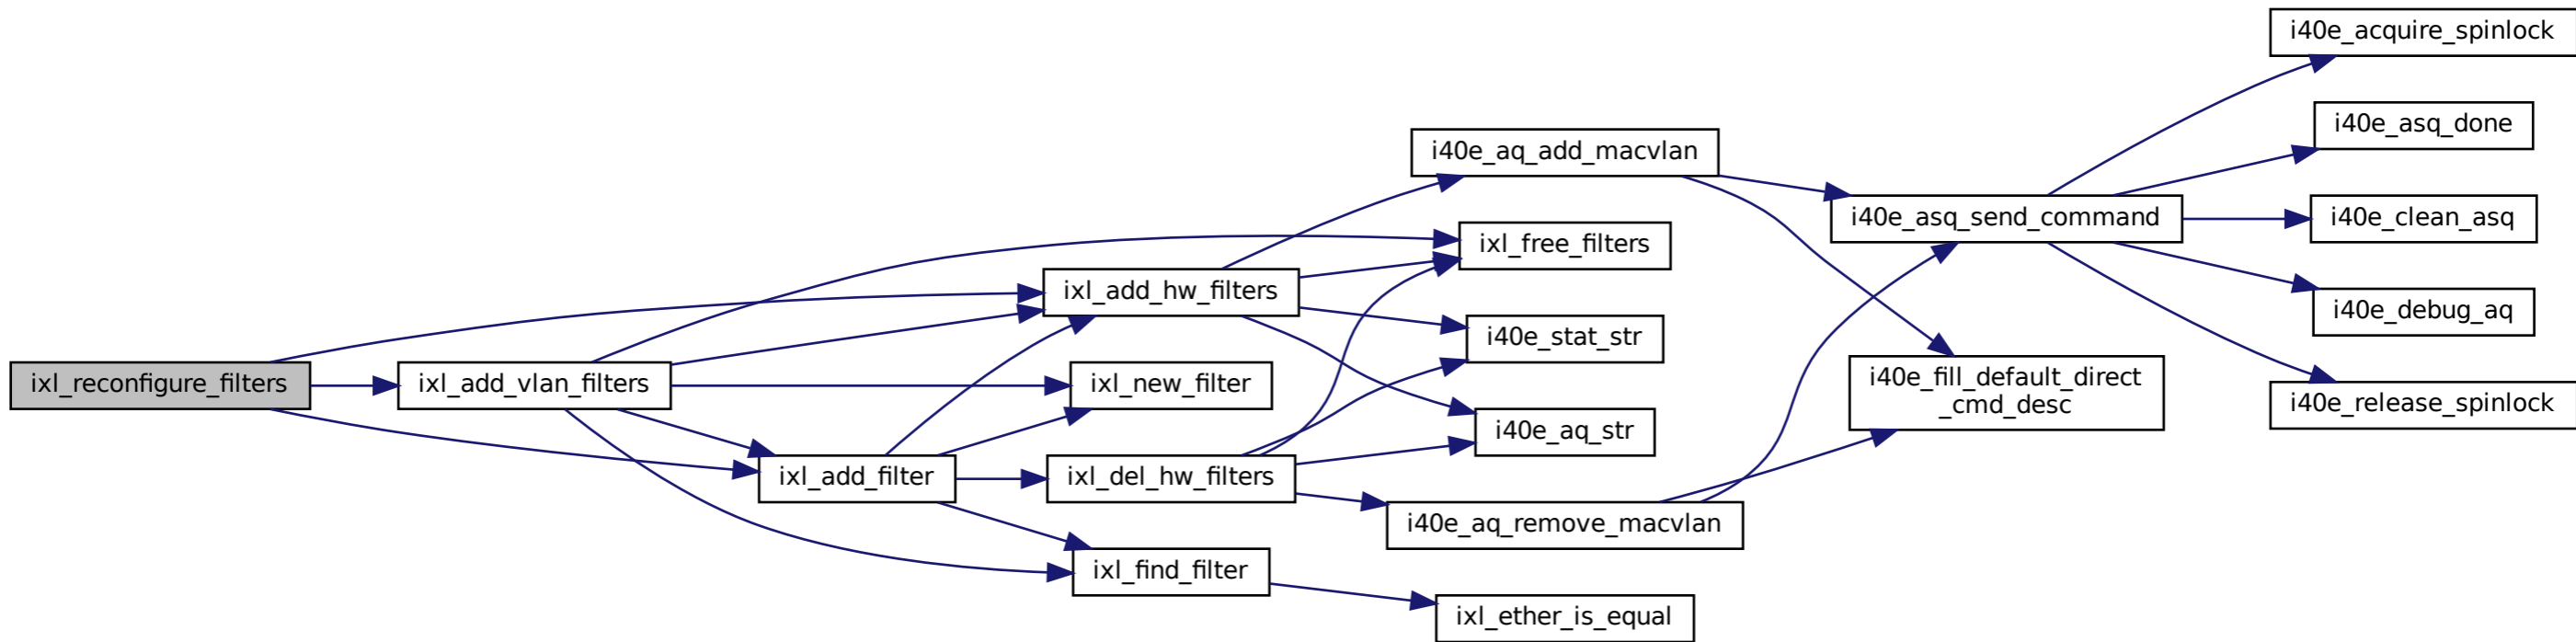 ixl_reconfigure_filters
ixl_add_vlan_filters
ixl_add_filter
ixl_add_hw_filters
ixl_new_filter
ixl_del_hw_filters
ixl_find_filter
i40e_aq_add_macvlan
ixl_free_filters
i40e_stat_str
i40e_aq_str
i40e_aq_remove_macvlan
ixl_ether_is_equal
i40e_asq_send_command
i40e_fill_default_direct
_cmd_desc
i40e_acquire_spinlock
i40e_asq_done
i40e_clean_asq
i40e_debug_aq
i40e_release_spinlock